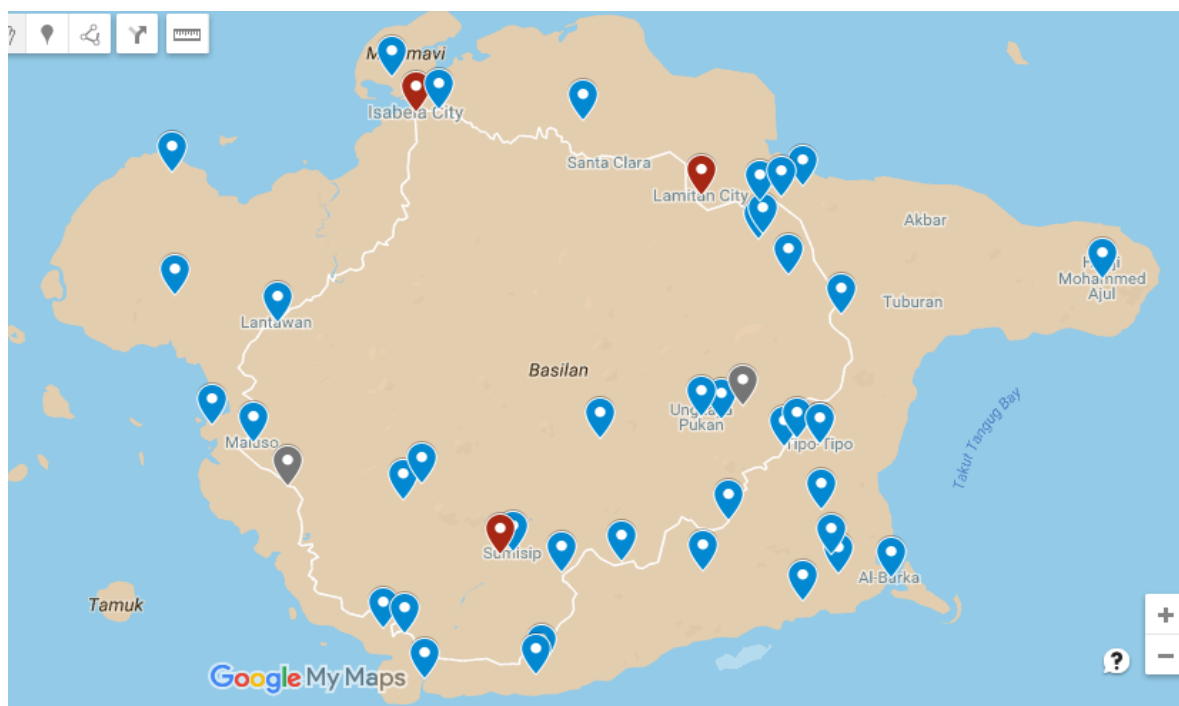 Isabela City
Santa Clara
Lamitan City
Akbar
Mohammed
Ajul
Tuburan
Lantawan
Basilan
Pukan
Maluso
Tipo-Tipo
Takut Tangug Bay
Sumisip
Al-Barka
Tamuk
Google My Maps
+
?
−